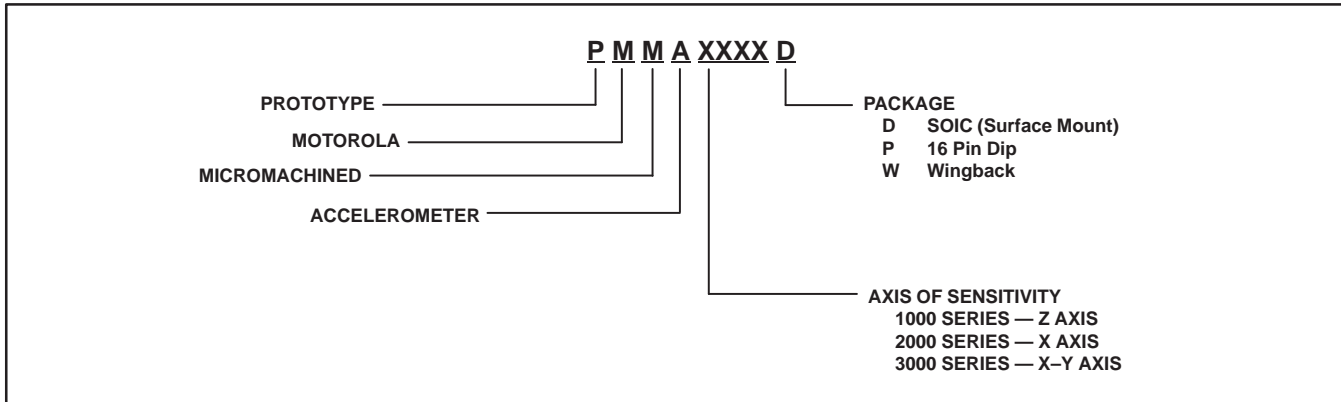 P M M A XXXX D
PROTOTYPE
MOTOROLA
MICROMACHINED
ACCELEROMETER
PACKAGE
D SOIC (Surface Mount)
P 16 Pin Dip
W Wingback
AXIS OF SENSITIVITY
1000 SERIES — Z AXIS
2000 SERIES — X AXIS
3000 SERIES — X–Y AXIS